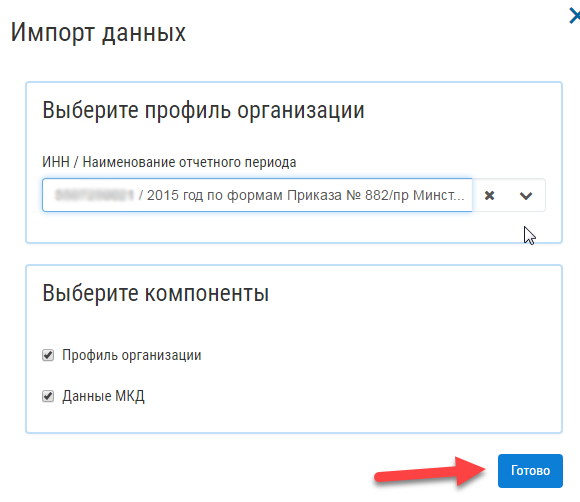 Импорт данных
Выберите профиль организации
ИНН / Наименование отчетного периода
/ 2015 год по формам Приказа № 882/пр Минст...
Выберите компоненты
Профиль организации
Данные МКД
Готово